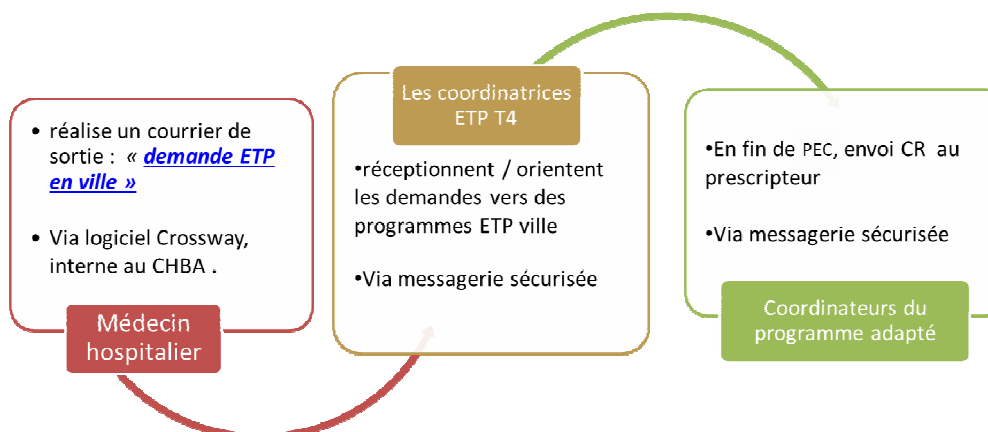 • réalise un courrier de
sortie : « demande ETP
en ville »
• Via logiciel Crossway,
interne au CHBA .
Médecin
hospitalier
Les coordinatrices
ETP T4
•réceptionnent / orientent
les demandes vers des
programmes ETP ville
•Via messagerie sécurisée
•En fin de PEC, envoi CR au
prescripteur
•Via messagerie sécurisée
Coordinateurs du
programme adapté